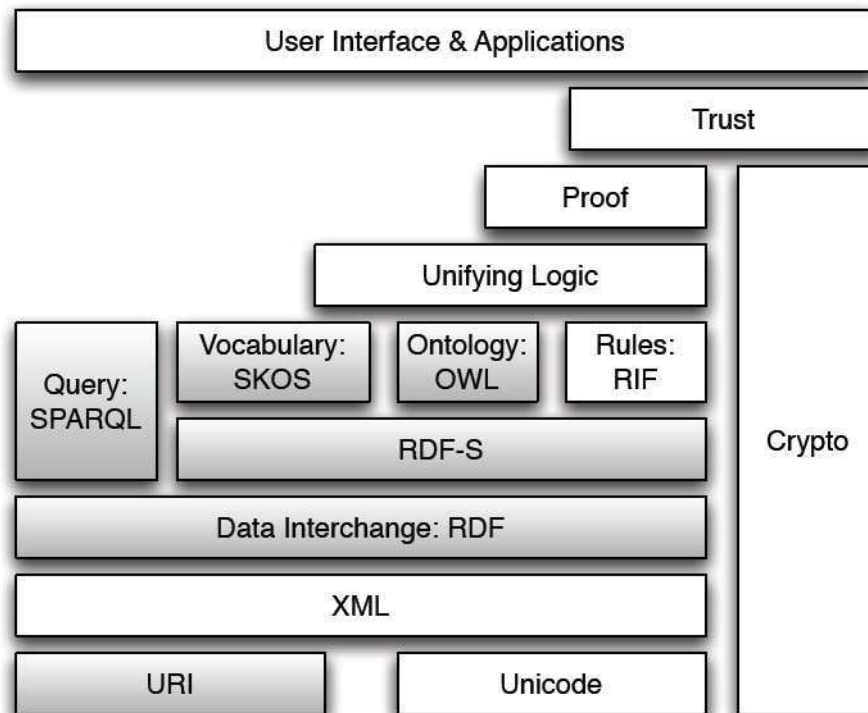 User Interface & Applications
Trust
Proof
Unifying Logic
Query:
SPARQL
Vocabulary:
SKOS
Ontology:
OWL
Rules:
RIF
RDF-S
Crypto
Data Interchange: RDF
XML
URI
Unicode